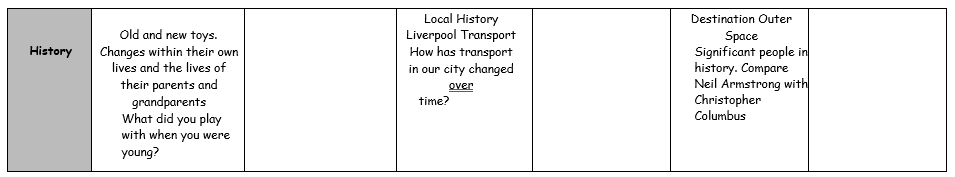 History
Old and new toys.
Changes within their own
lives and the lives of
their parents and
grandparents
What did you play
with when you were
young?
Local History
Liverpool Transport
How has transport
in our city changed
over
time?
Destination Outer
Space
Significant people in
history. Compare
Neil Armstrong with
Christopher
Columbus